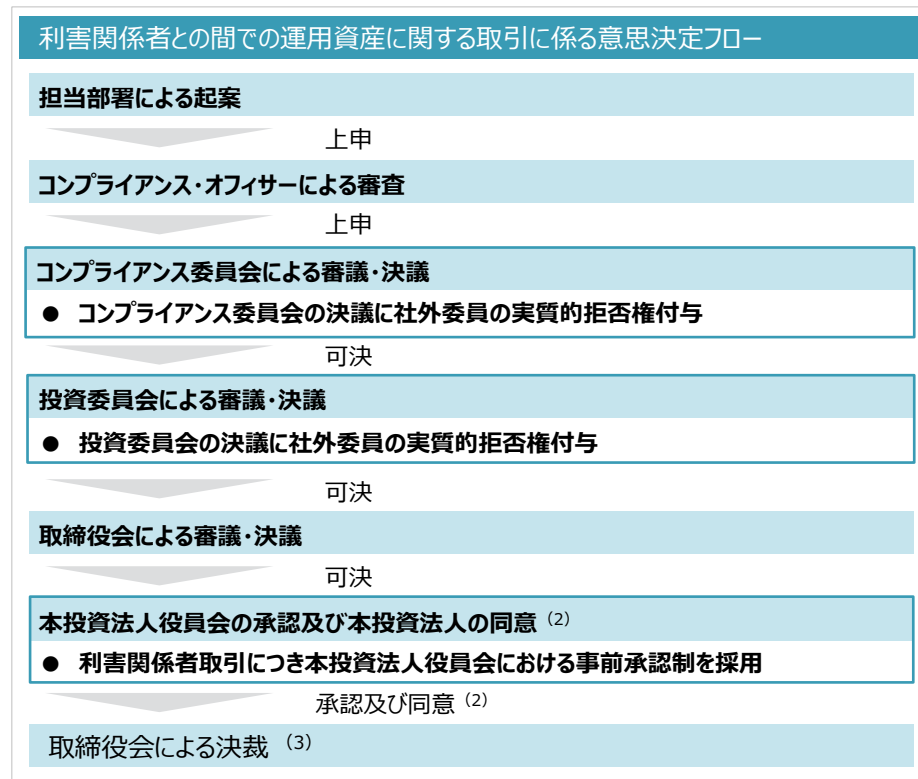 利害関係者との間での運用資産に関する取引に係る意思決定フロー
担当部署による起案
上申
コンプライアンス・オフィサーによる審査
上申
コンプライアンス委員会による審議・決議
● コンプライアンス委員会の決議に社外委員の実質的拒否権付与
可決
投資委員会による審議・決議
● 投資委員会の決議に社外委員の実質的拒否権付与
可決
取締役会による審議・決議
可決
本投資法人役員会の承認及び本投資法人の同意（2）
● 利害関係者取引につき本投資法人役員会における事前承認制を採用
承認及び同意（2）
取締役会による決裁（3）